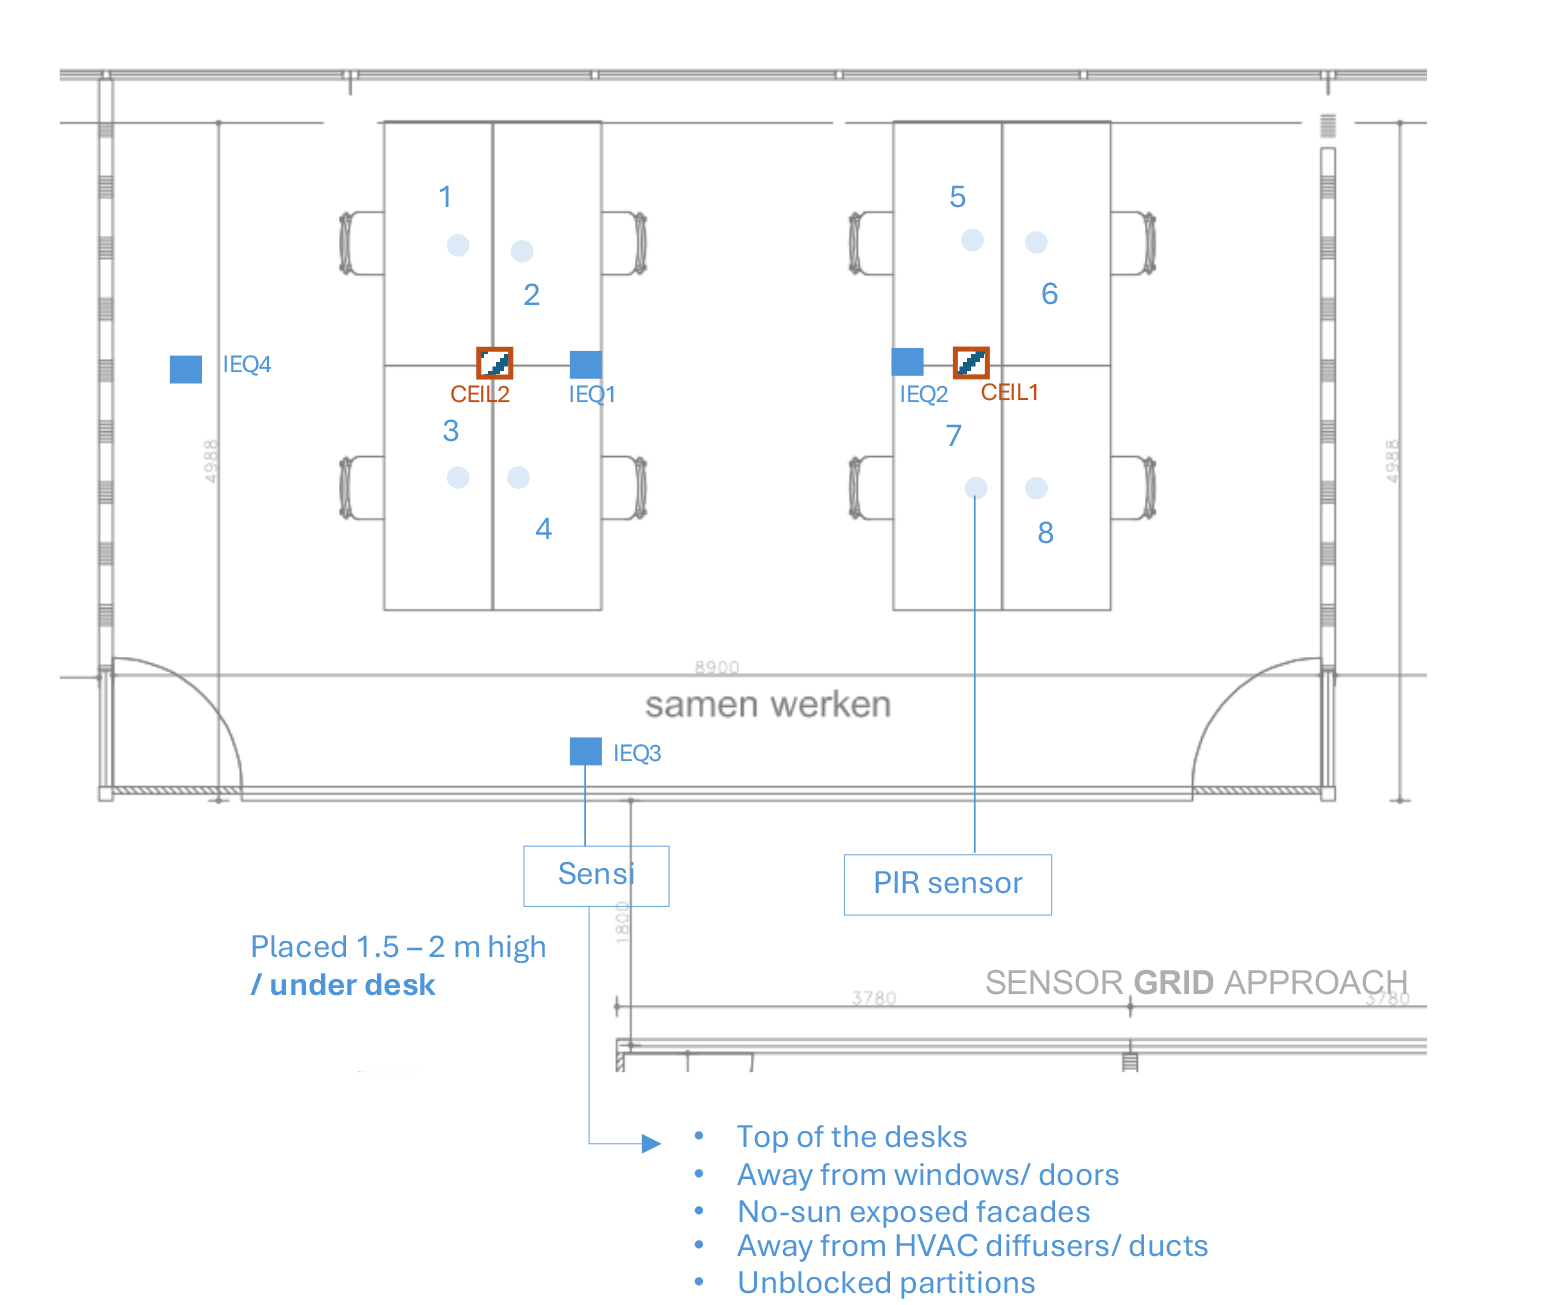 1
5
2
6
IEQ4
CEIL2
IEQ1
IEQ2
CEIL1
3
7
4988
4988
4
8
8900
samen werken
IEQ3
Sensi
PIR sensor
1800
Placed 1.5 – 2 m high
/ under desk
SENSOR GRID APPROACH
3780
3780
• Top of the desks
• Away from windows/ doors
• No-sun exposed facades
• Away from HVAC diffusers/ ducts
• Unblocked partitions